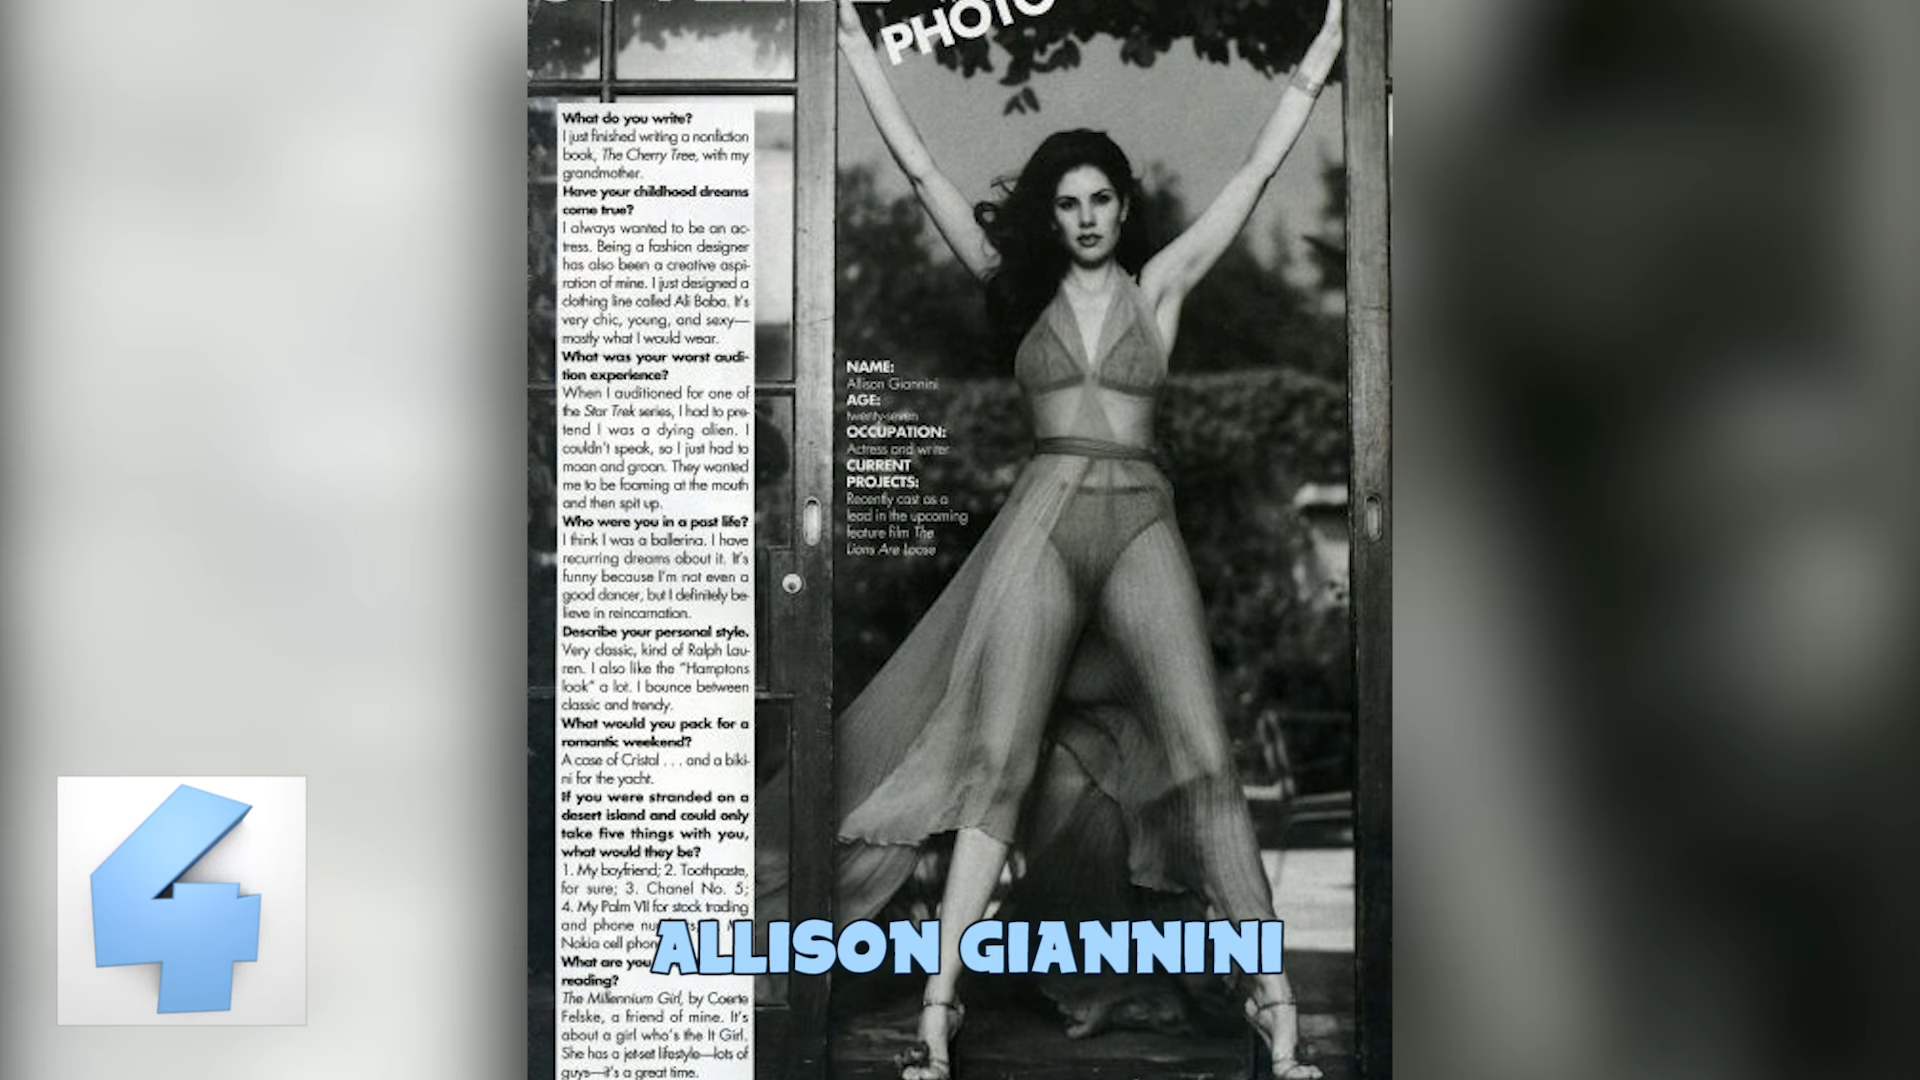 PHOTO
What do you write?
I just finished writing a nonfiction
book, The Cherry Tree, with my
grandmother.
Have your childhood dreams
come true?
I always wanted to be an ac-
tress. Being a fashion designer
has also been a creative aspi-
ration of mine. I just designed a
clothing line called Ali Baba. It's
very chic, young, and sexy—
mostly what I would wear.
What was your worst audi-
tion experience?
When I auditioned for one of
the Star Trek series, I had to pre-
tend I was a dying alien. I
couldn't speak, so I just had to
moan and groan. They wanted
me to be foaming at the mouth
and then spit up.
Who were you in a past life?
I think I was a ballerina. I have
recurring dreams about it. It's
funny because I'm not even a
good dancer, but I definitely be-
lieve in reincarnation.
Describe your personal style.
Very classic, kind of Ralph Lau-
ren. I also like the "Hamptons
look" a lot. I bounce between
classic and trendy.
What would you pack for a
romantic weekend?
A case of Cristal . . . and a biki-
ni for the yacht.
If you were stranded on a
desert island and could only
take five things with you,
what would they be?
1. My boyfriend; 2. Toothpaste,
for sure; 3. Chanel No. 5;
4. My Palm VII for stock trading
and phone
Nokia cell
What are you
reading?
The Millennium Girl, by Coerte
Felske, a friend of mine. It's
about a girl who's the It Girl.
She has a jet-set lifestyle—lots of
guys—it's a great time.
NAME:
Allison Giannini
AGE:
twenty-seven
OCCUPATION:
Actress and writer
CURRENT
PROJECTS:
Recently cast as a
lead in the upcoming
feature film The
Lions Are Loose
4
ALLISON GIANNINI